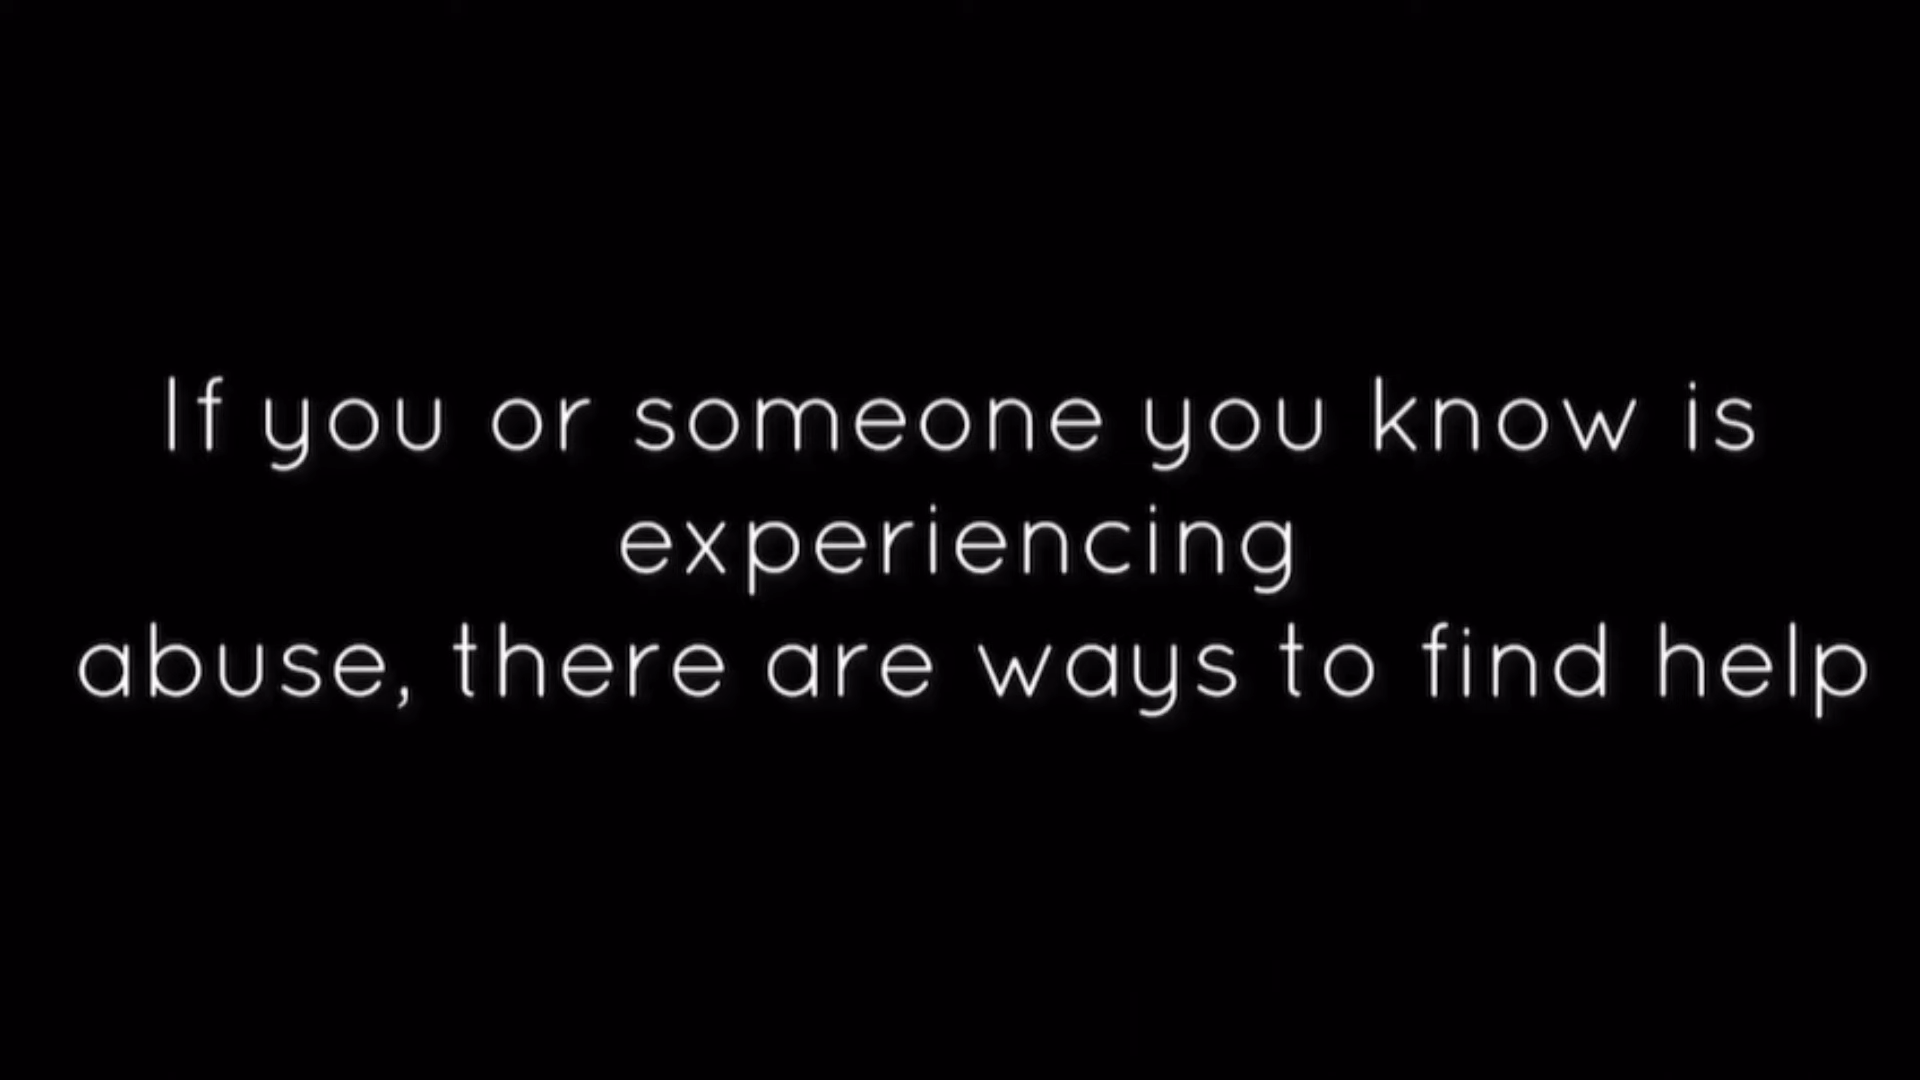 If you or someone you know is
experiencing
abuse, there are ways to find help